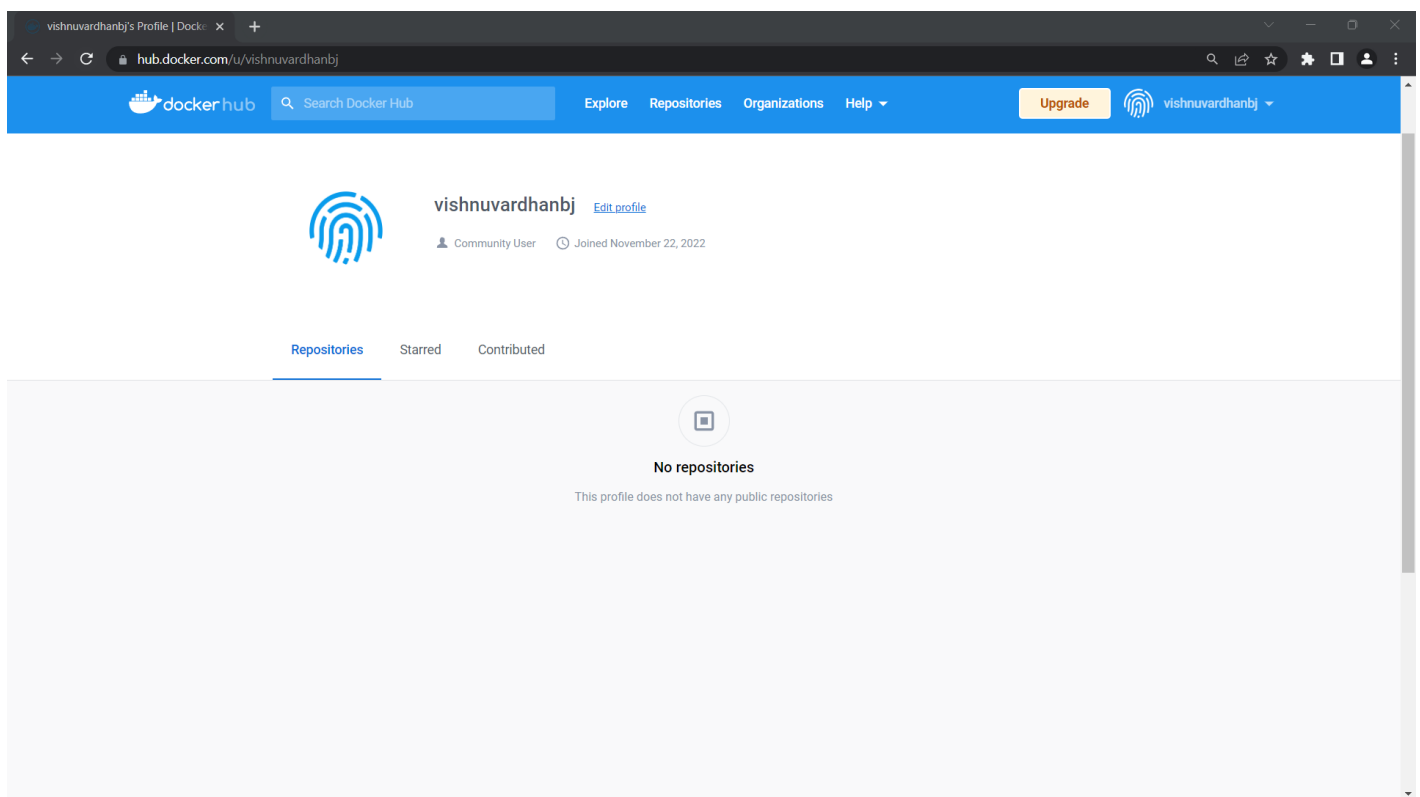 vishnuvardhanbj's Profile | Docke
hub.docker.com/u/vishnuvardhanbj
dockerhub Search Docker Hub Explore Repositories Organizations Help Upgrade vishnuvardhanbj
vishnuvardhanbj Edit profile
Community User Joined November 22, 2022
Repositories Starred Contributed
No repositories
This profile does not have any public repositories